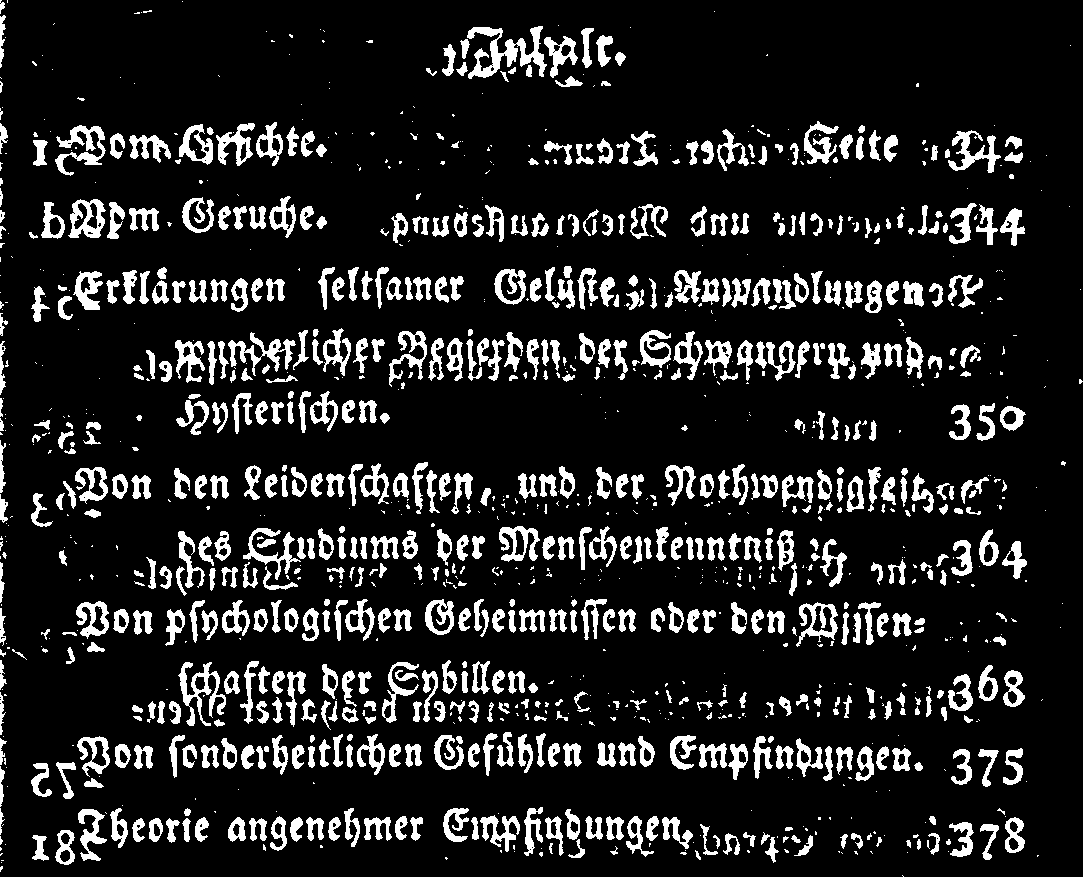 Inhalt.
Vom Gesichte. Seite 342
Vom Geruche. 344
Erklärungen seltsamer Gelüste, Anwandlungen
wunderlicher Begierden der Schwangern und
Hysterischen. 350
Von den Leidenschaften, und der Nothwendigkeit
des Studiums der Menschenkenntniß ꝛc. 364
Von psychologischen Geheimnissen oder den Wissen-
schaften der Sybillen. 368
Von sonderheitlichen Gefühlen und Empfindungen. 375
Theorie angenehmer Empfindungen. 378